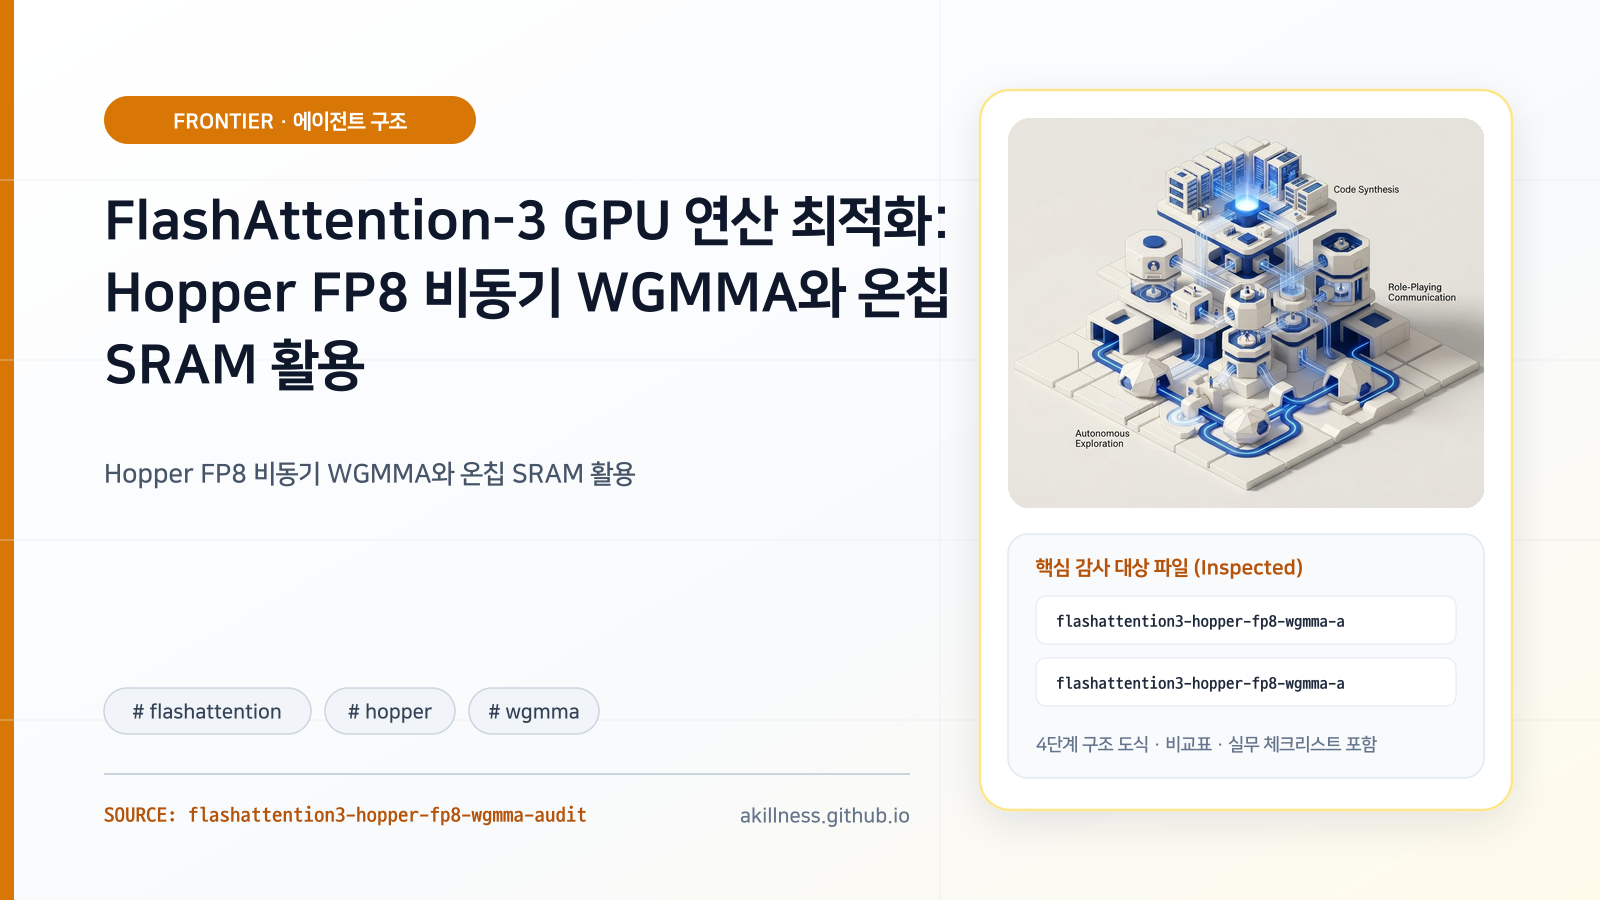 FRONTIER · 에이전트 구조
FlashAttention-3 GPU 연산 최적화:
Hopper FP8 비동기 WGMMA와 온칩
SRAM 활용
Hopper FP8 비동기 WGMMA와 온칩 SRAM 활용
# flashattention
# hopper
# wgmma
SOURCE: flashattention3-hopper-fp8-wgmma-audit
akillness.github.io
Code Synthesis
Role-Playing
Communication
Autonomous
Exploration
핵심 감사 대상 파일 (Inspected)
flashattention3-hopper-fp8-wgmma-a
flashattention3-hopper-fp8-wgmma-a
4단계 구조 도식 · 비교표 · 실무 체크리스트 포함